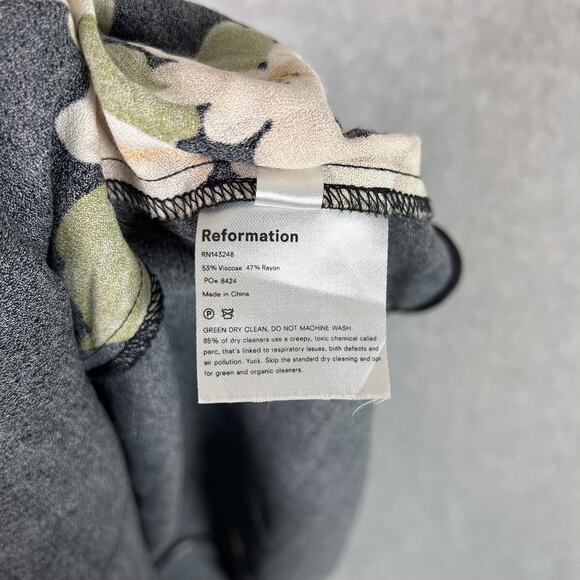 Reformation
RN143248
53% Viscose 47% Rayon
PO# 8424
Made in China
P
GREEN DRY CLEAN, DO NOT MACHINE WASH
85% of dry cleaners use a creepy, toxic chemical called
perc, that's linked to respiratory issues, birth defects and
air pollution. Yuck. Skip the standard dry cleaning and opt
for green and organic cleaners.